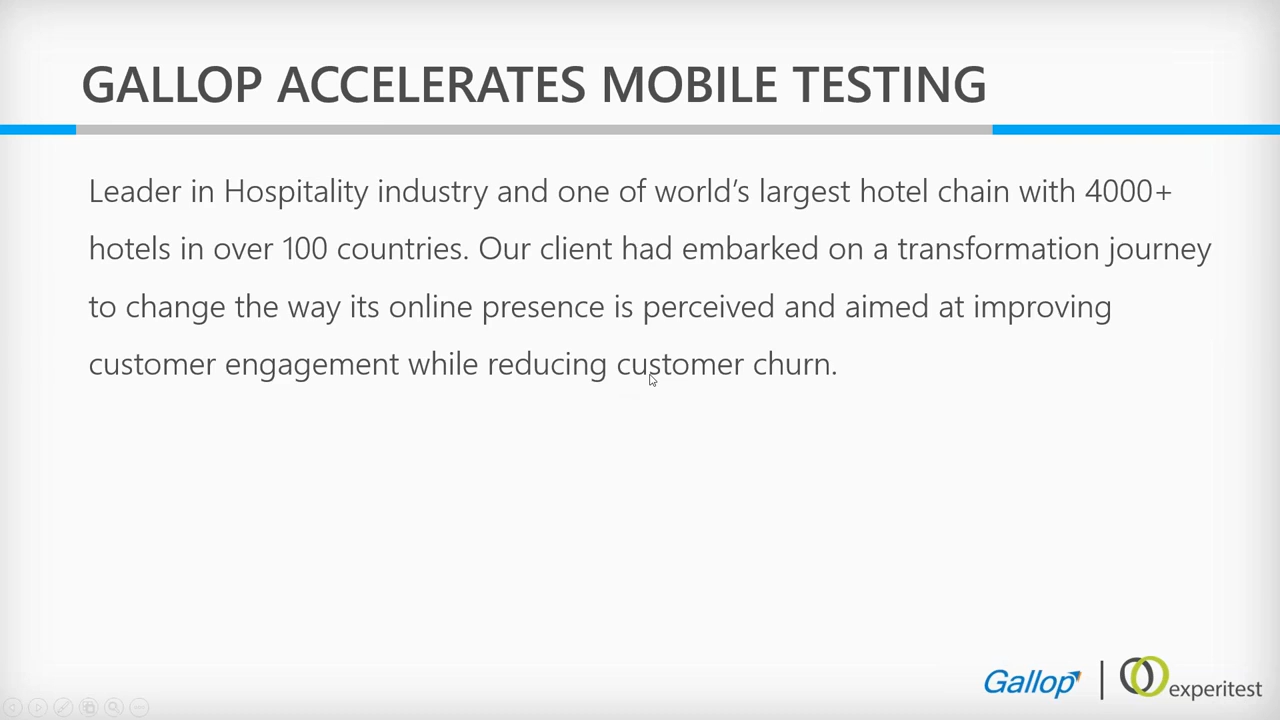 GALLOP ACCELERATES MOBILE TESTING
Leader in Hospitality industry and one of world’s largest hotel chain with 4000+
hotels in over 100 countries. Our client had embarked on a transformation journey
to change the way its online presence is perceived and aimed at improving
customer engagement while reducing customer churn.
Gallop
experitest